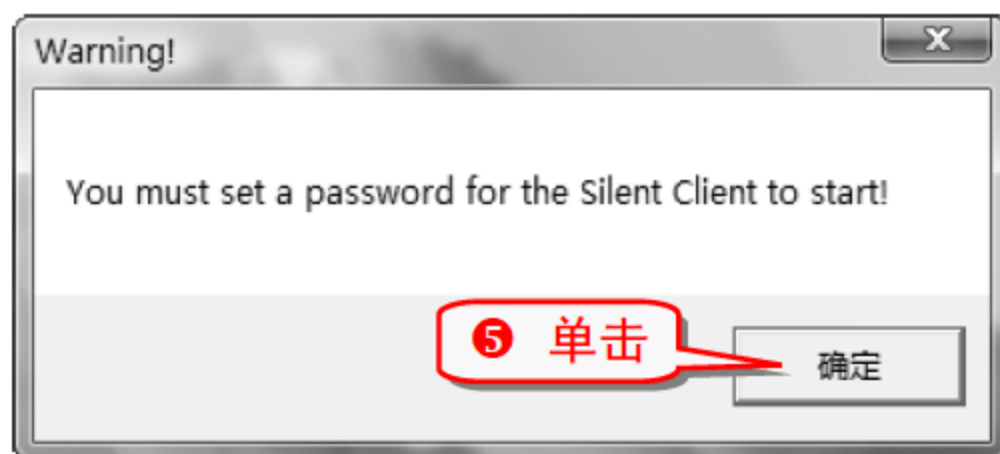 Warning!
You must set a password for the Silent Client to start!
❺ 单击
确定